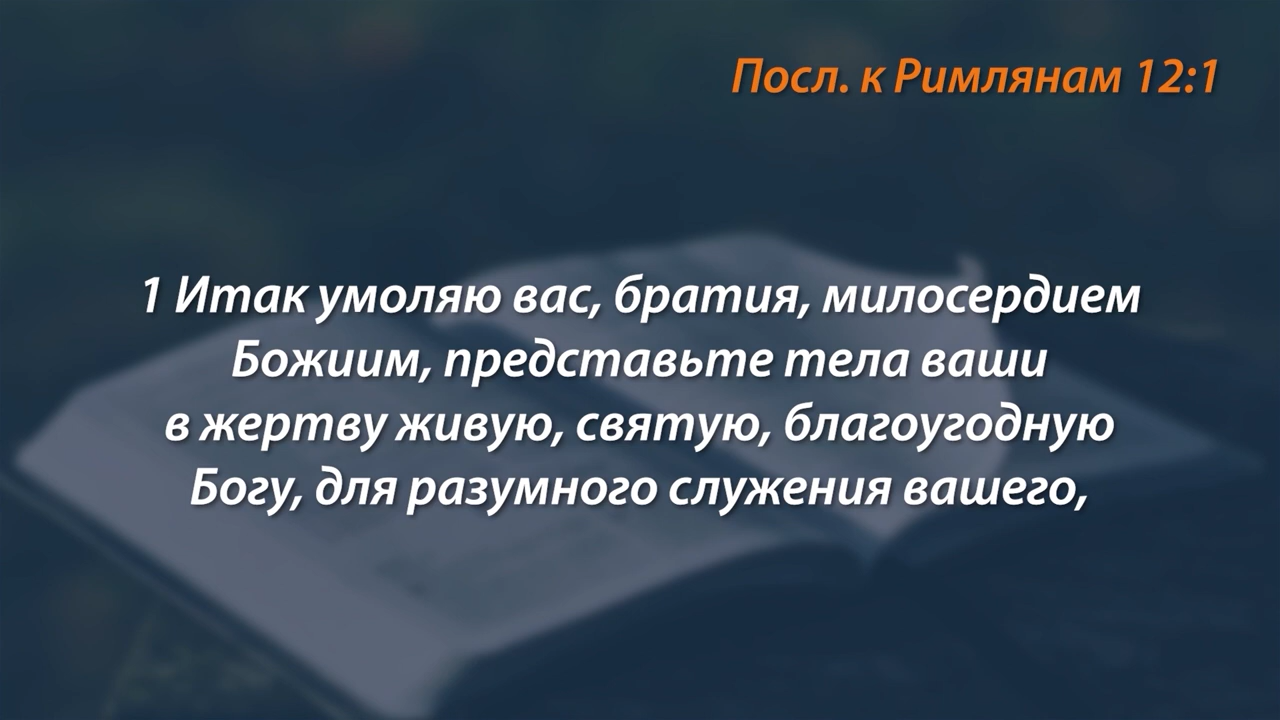 Посл. к Римлянам 12:1
1 Итак умоляю вас, братия, милосердием
Божиим, представьте тела ваши
в жертву живую, святую, благоугодную
Богу, для разумного служения вашего,